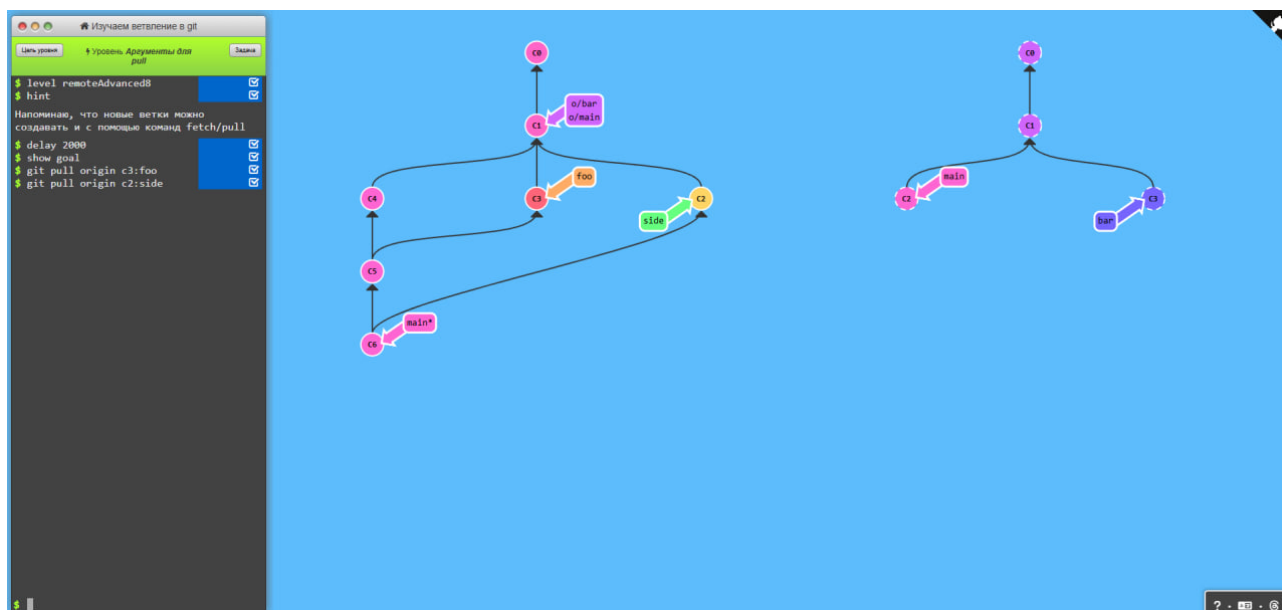 Изучаем ветвление в git
Цель уровня
Уровень Аргументы для
pull
Задача
$ level remoteAdvanced8
$ hint
Напоминаю, что новые ветки можно
создавать и с помощью команд fetch/pull
$ delay 2000
$ show goal
$ git pull origin c3:foo
$ git pull origin c2:side
$
C0
o/bar
o/main
C1
C4
C3
foo
C2
side
C5
main*
C6
C0
C1
C2
main
bar
C3
?